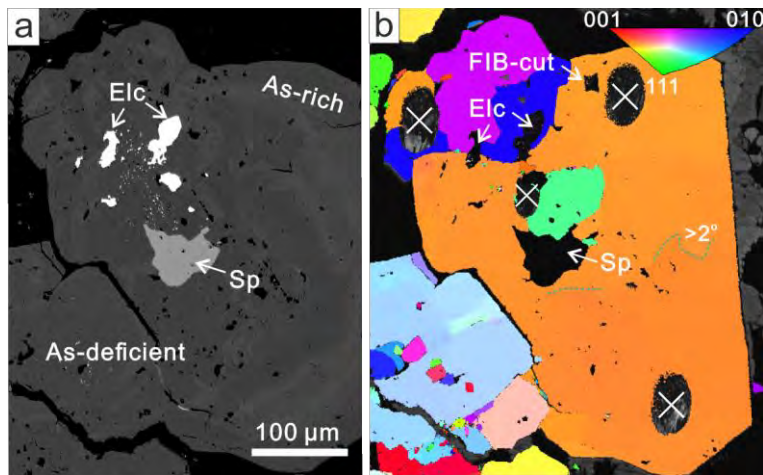 a
As-rich
Elc
Sp
As-deficient
100 µm
b
001
010
111
FIB-cut
Elc
>2°
Sp